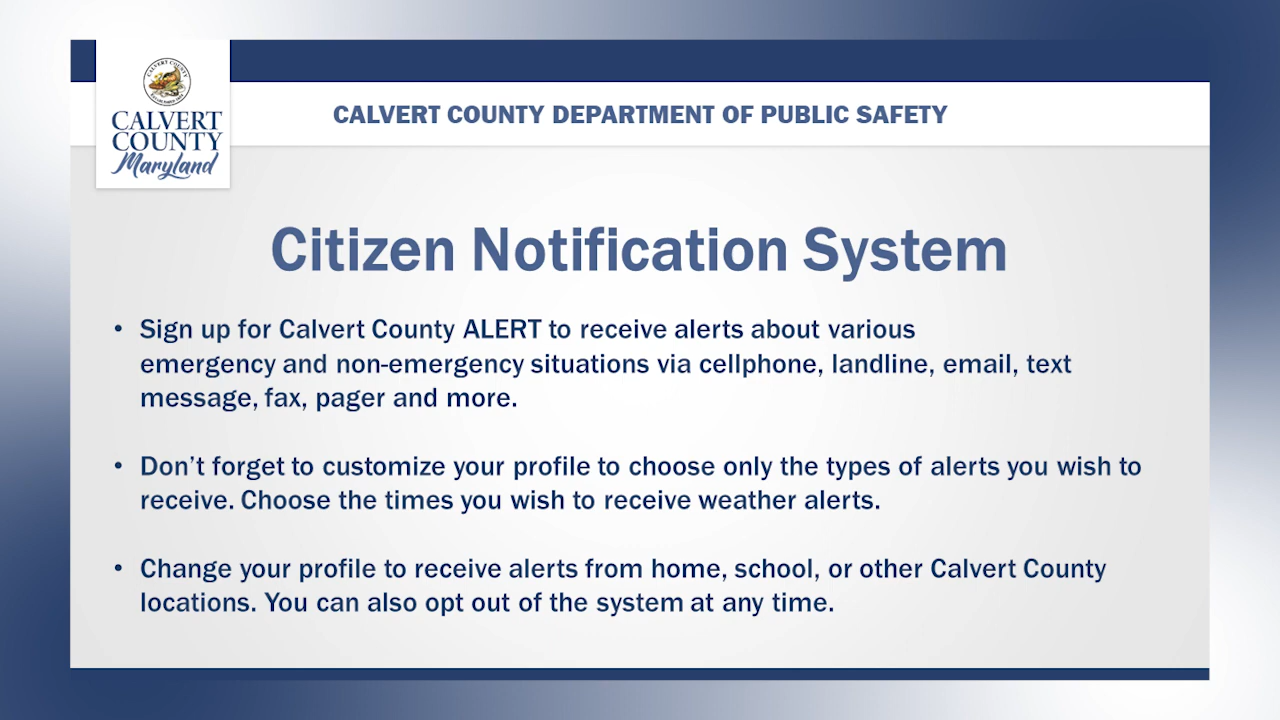 CALVERT COUNTY
CALVERT
COUNTY
Maryland
CALVERT COUNTY DEPARTMENT OF PUBLIC SAFETY
Citizen Notification System
• Sign up for Calvert County ALERT to receive alerts about various
emergency and non-emergency situations via cellphone, landline, email, text
message, fax, pager and more.
• Don’t forget to customize your profile to choose only the types of alerts you wish to
receive. Choose the times you wish to receive weather alerts.
• Change your profile to receive alerts from home, school, or other Calvert County
locations. You can also opt out of the system at any time.